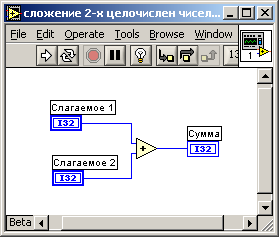 сложение 2-х целочислен чисел...
File Edit Operate Tools Browse Window
13
1
Слагаемое 1
I32
+
Сумма
I32
Слагаемое 2
I32
Beta